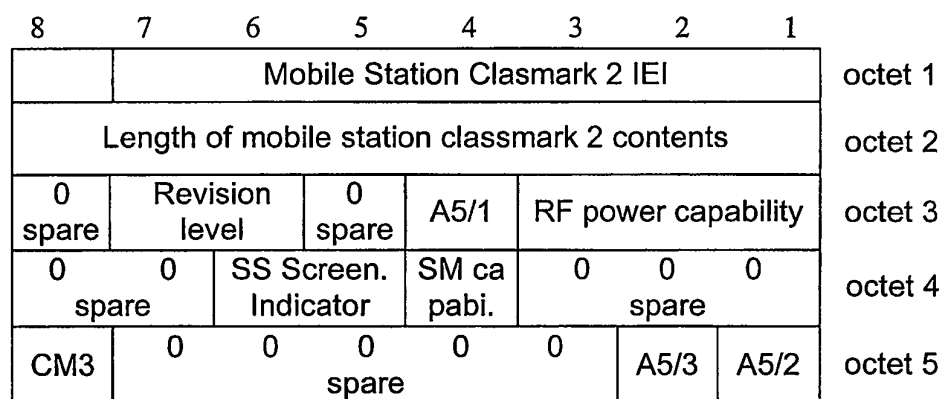 8 7 6 5 4 3 2 1
Mobile Station Clasmark 2 IEI octet 1
Length of mobile station classmark 2 contents octet 2
0 spare Revision level 0 spare A5/1 RF power capability octet 3
0 0 spare SS Screen. Indicator SM ca pabi. 0 0 0 spare octet 4
CM3 0 0 0 0 0 spare A5/3 A5/2 octet 5